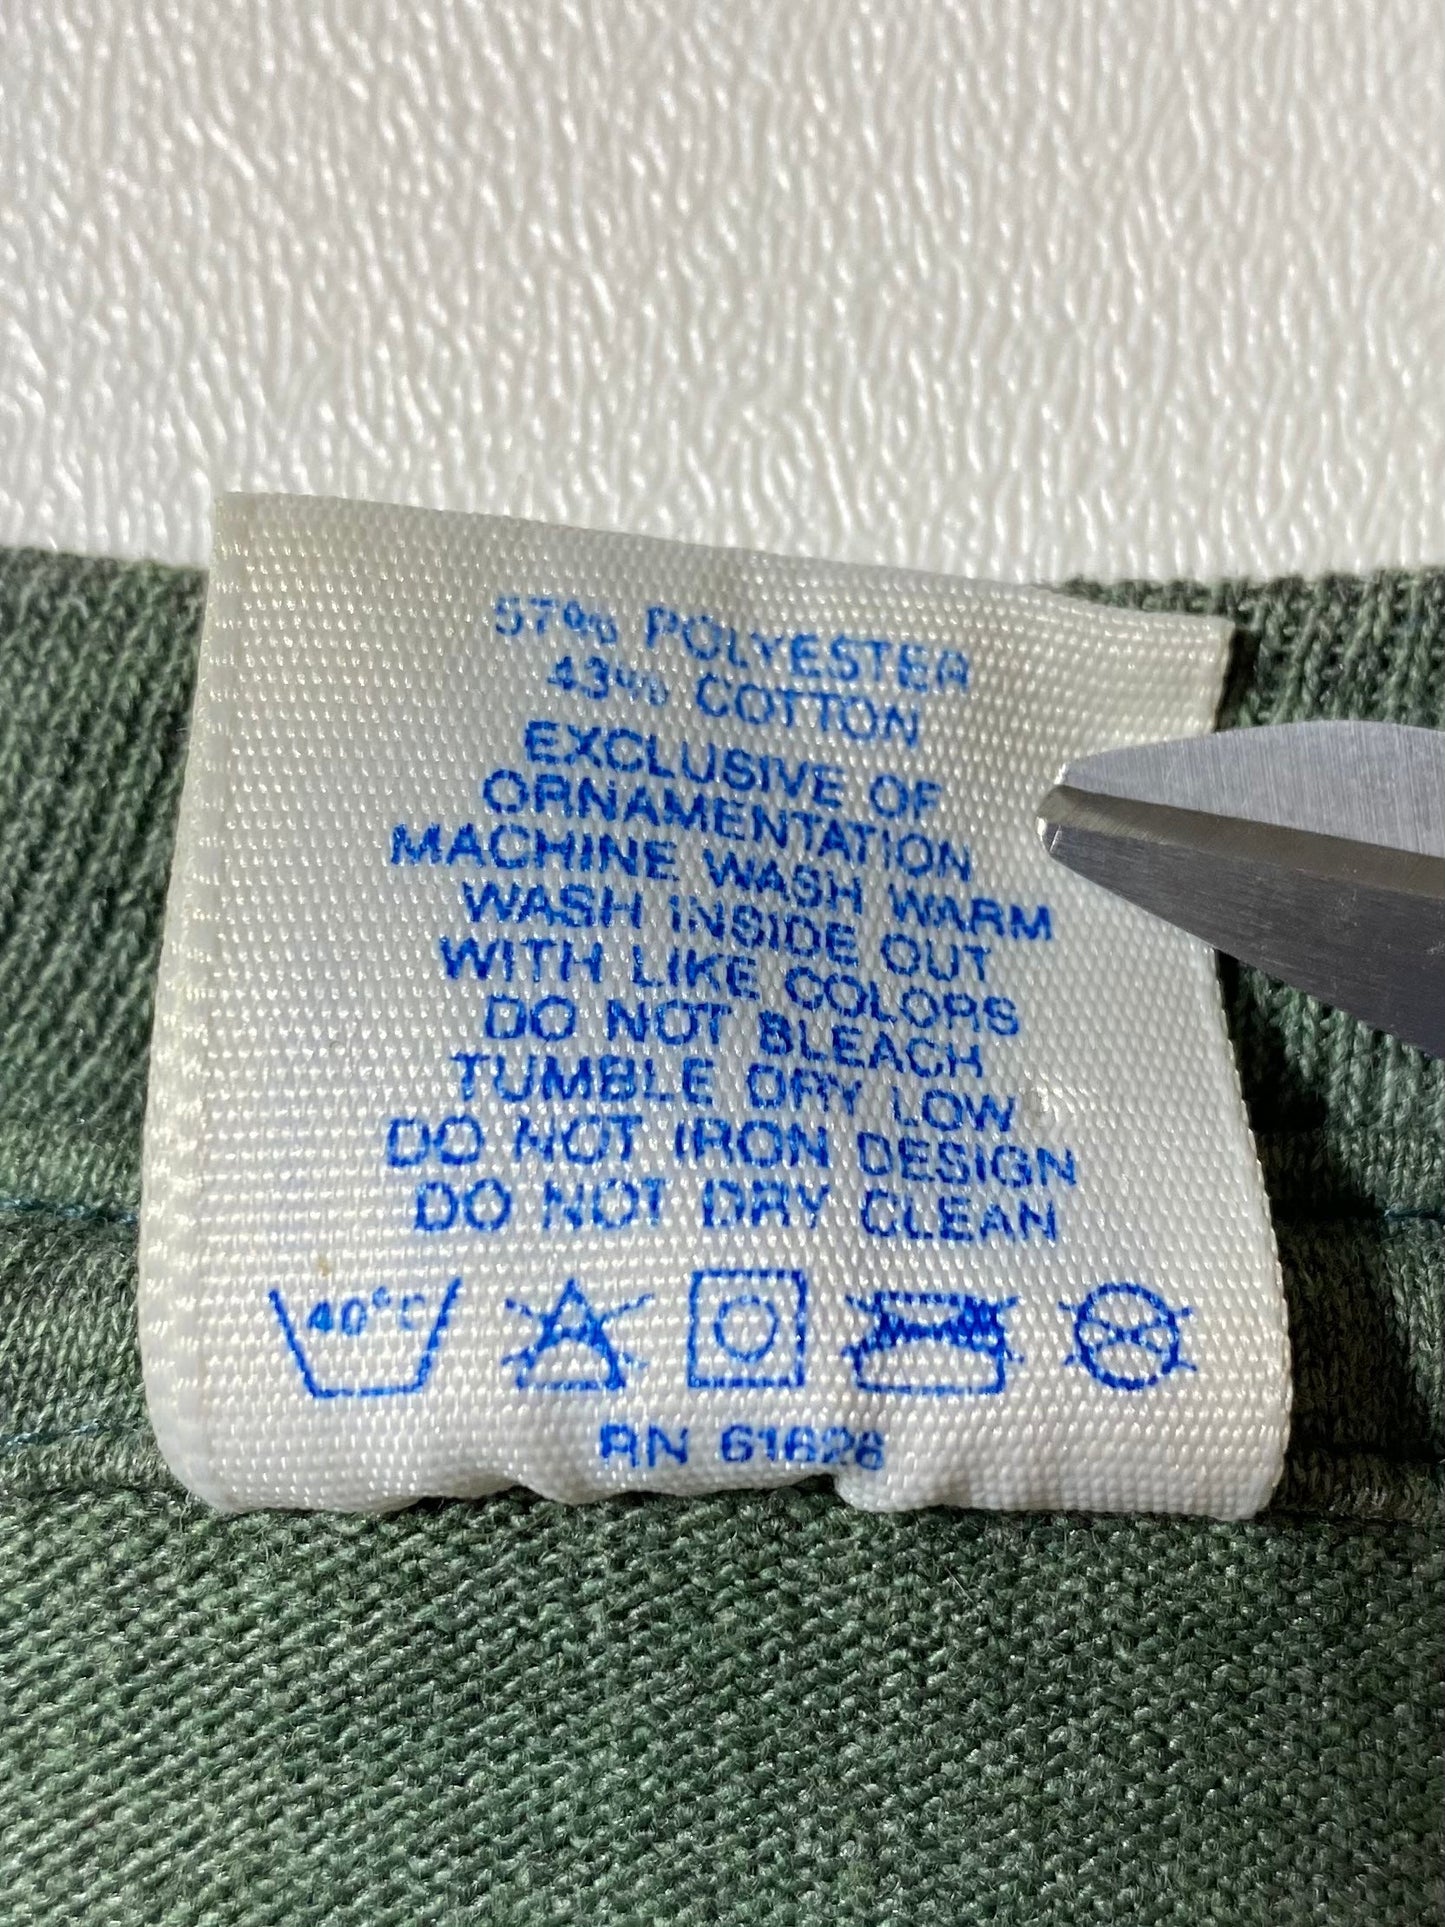 57% POLYESTER
43% COTTON
EXCLUSIVE OF
ORNAMENTATION
MACHINE WASH WARM
WASH INSIDE OUT
WITH LIKE COLORS
DO NOT BLEACH
TUMBLE DRY LOW
DO NOT IRON DESIGN
DO NOT DRY CLEAN
40°C
RN 61628